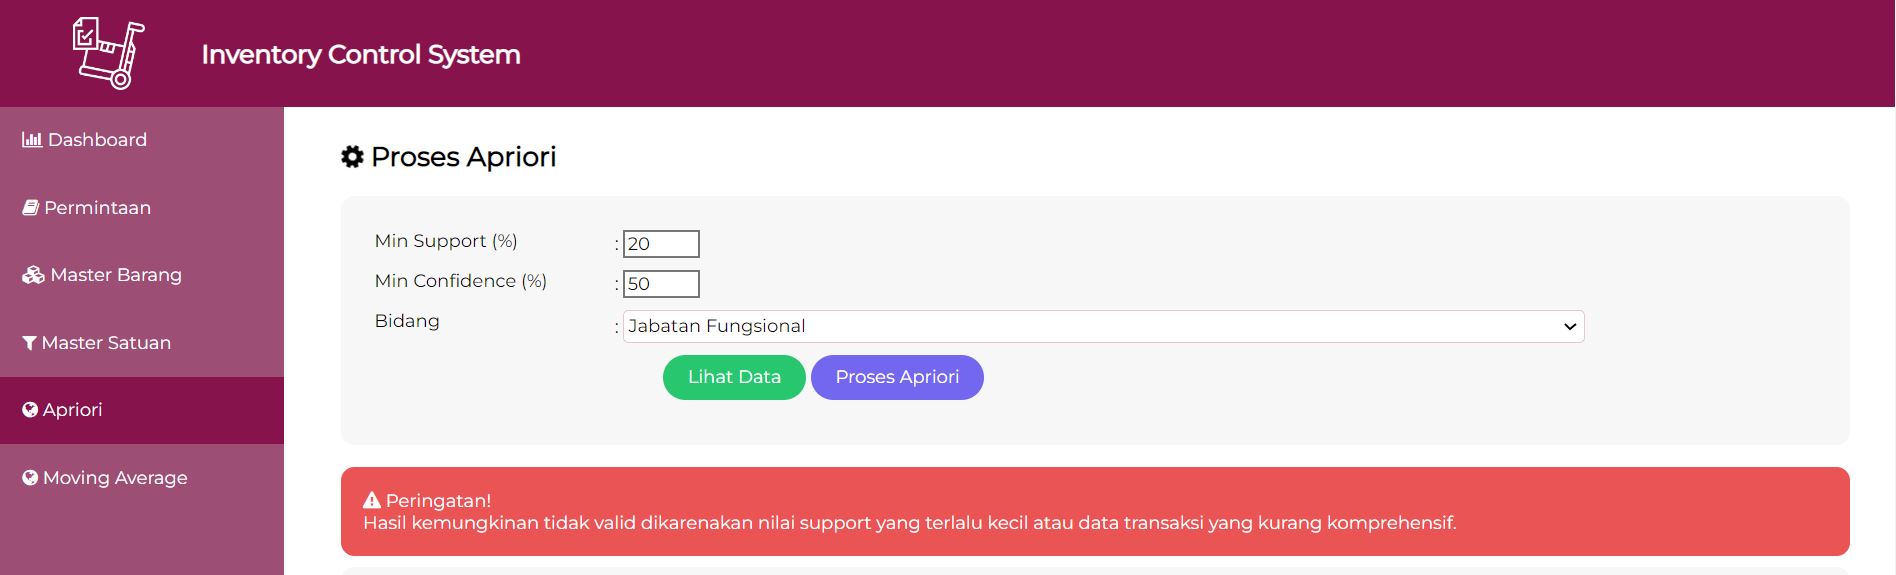 Inventory Control System
Dashboard
Permintaan
Master Barang
Master Satuan
Apriori
Moving Average
Proses Apriori
Min Support (%) : 20
Min Confidence (%) : 50
Bidang : Jabatan Fungsional
Lihat Data Proses Apriori
Peringatan!
Hasil kemungkinan tidak valid dikarenakan nilai support yang terlalu kecil atau data transaksi yang kurang komprehensif.